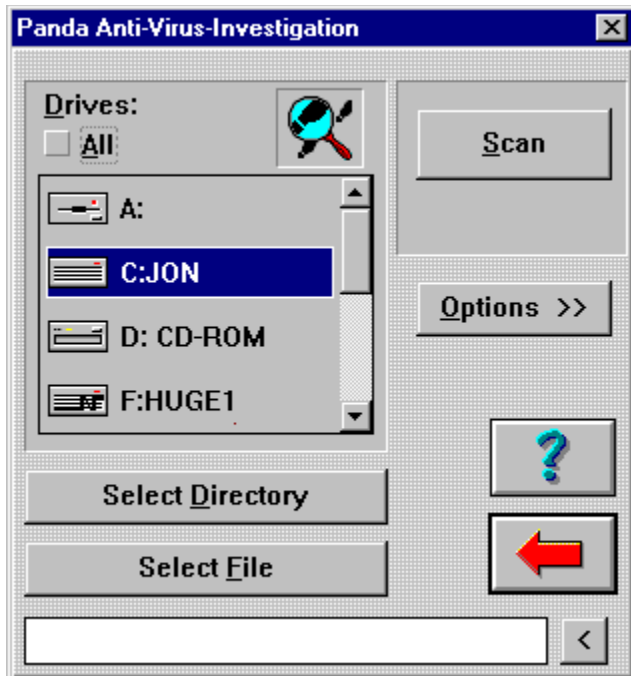 Panda Anti-Virus-Investigation
Drives:
All
A:
C:JON
D: CD-ROM
F:HUGE1
Scan
Options >>
Select Directory
Select File
?
<